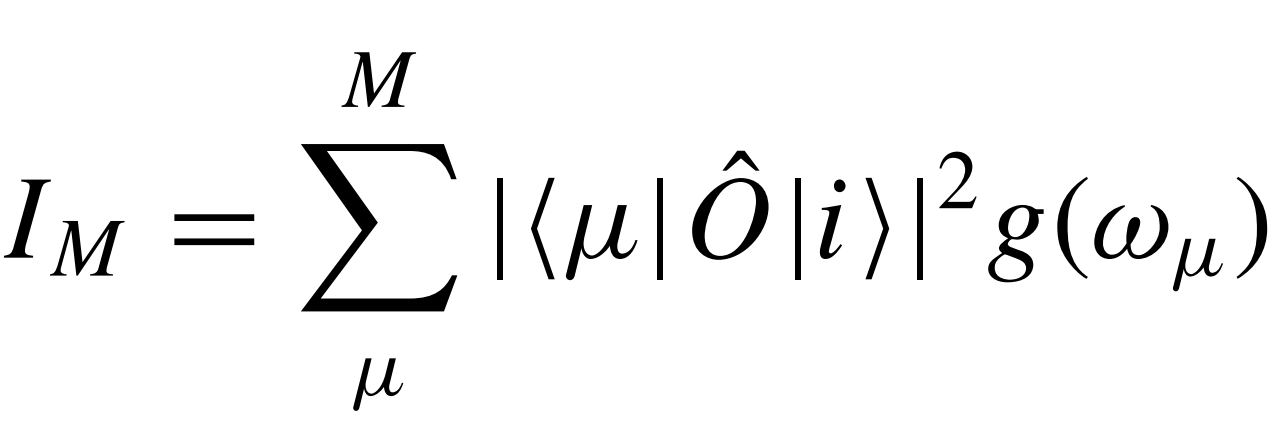 I_M = \sum_{\mu}^{M} |\langle \mu | \hat{O} | i \rangle|^2 g(\omega_\mu)